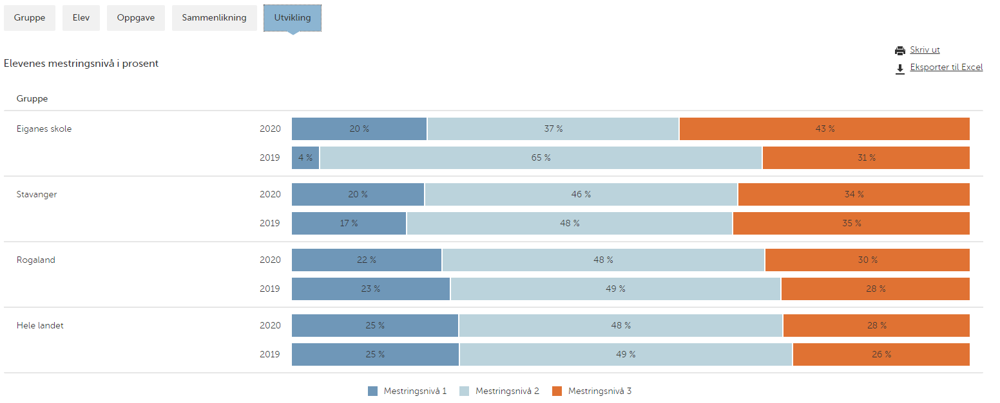 Gruppe Elev Oppgave Sammenlikning Utvikling
Skriv ut
Elevenes mestringsnivå i prosent
Eksporter til Excel
Gruppe
Eiganes skole 2020 20 % 37 % 43 %
2019 4 % 65 % 31 %
Stavanger 2020 20 % 46 % 34 %
2019 17 % 48 % 35 %
Rogaland 2020 22 % 48 % 30 %
2019 23 % 49 % 28 %
Hele landet 2020 25 % 48 % 28 %
2019 25 % 49 % 26 %
Mestringsnivå 1 Mestringsnivå 2 Mestringsnivå 3